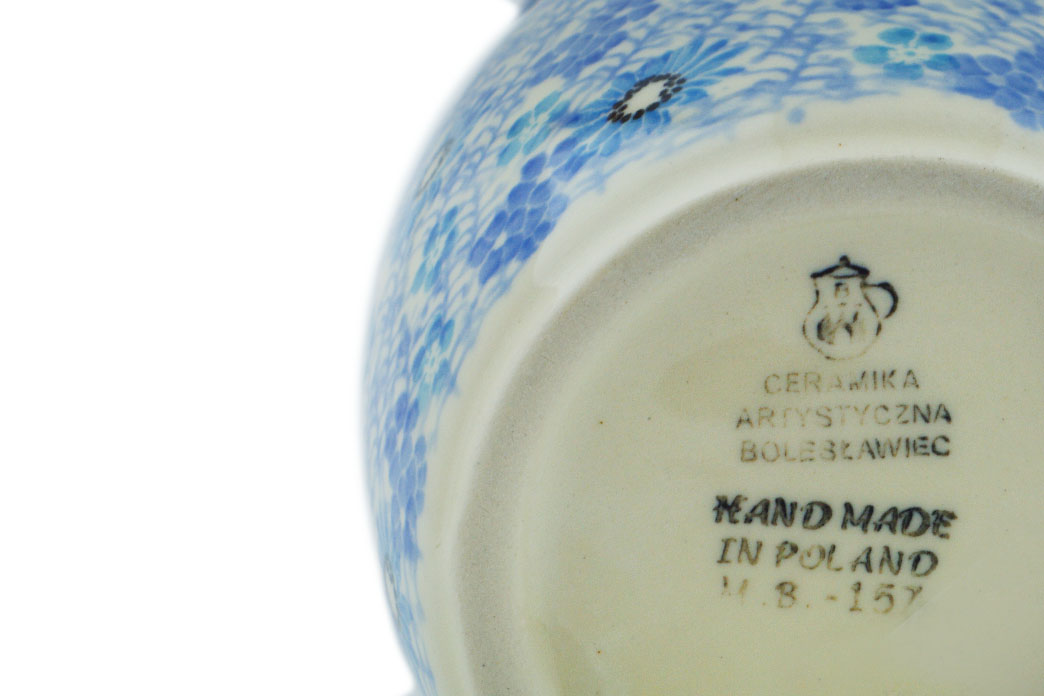 B
CERAMIKA
ARTYSTYCZNA
BOLESŁAWIEC
HAND MADE
IN POLAND